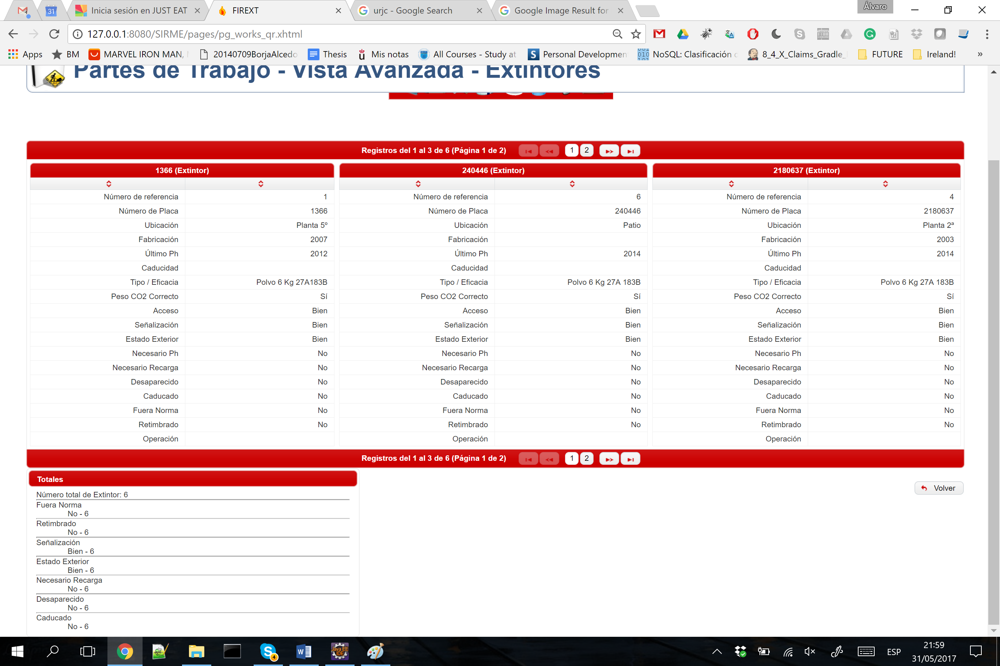 31 Inicia sesión en JUST EAT FIREXT urjc - Google Search Google Image Result for Álvaro
127.0.0.1:8080/SIRME/pages/pg_works_qr.xhtml
Apps BM MARVEL IRON MAN, 20140709BorjaAlcedo Thesis Mis notas All Courses - Study at Personal Development NoSQL: Clasificación 8_4_X_Claims_Gradle_ FUTURE Ireland! »
Partes de Trabajo - Vista Avanzada - Extintores
Registros del 1 al 3 de 6 (Página 1 de 2) 1 2
1366 (Extintor) 240446 (Extintor) 2180637 (Extintor)
Número de referencia 1 Número de referencia 6 Número de referencia 4
Número de Placa 1366 Número de Placa 240446 Número de Placa 2180637
Ubicación Planta 5º Ubicación Patio Ubicación Planta 2ª
Fabricación 2007 Fabricación Fabricación 2003
Último Ph 2012 Último Ph 2014 Último Ph 2014
Caducidad Caducidad Caducidad
Tipo / Eficacia Polvo 6 Kg 27A183B Tipo / Eficacia Polvo 6 Kg 27A 183B Tipo / Eficacia Polvo 6 Kg 27A 183B
Peso CO2 Correcto Sí Peso CO2 Correcto Sí Peso CO2 Correcto Sí
Acceso Bien Acceso Bien Acceso Bien
Señalización Bien Señalización Bien Señalización Bien
Estado Exterior Bien Estado Exterior Bien Estado Exterior Bien
Necesario Ph No Necesario Ph No Necesario Ph No
Necesario Recarga No Necesario Recarga No Necesario Recarga No
Desaparecido No Desaparecido No Desaparecido No
Caducado No Caducado No Caducado No
Fuera Norma No Fuera Norma No Fuera Norma No
Retimbrado No Retimbrado No Retimbrado No
Operación Operación Operación
Registros del 1 al 3 de 6 (Página 1 de 2) 1 2
Totales
Volver
Número total de Extintor: 6
Fuera Norma
No - 6
Retimbrado
No - 6
Señalización
Bien - 6
Estado Exterior
Bien - 6
Necesario Recarga
No - 6
Desaparecido
No - 6
Caducado
No - 6
4 Java EE IDE ESP 21:59
31/05/2017